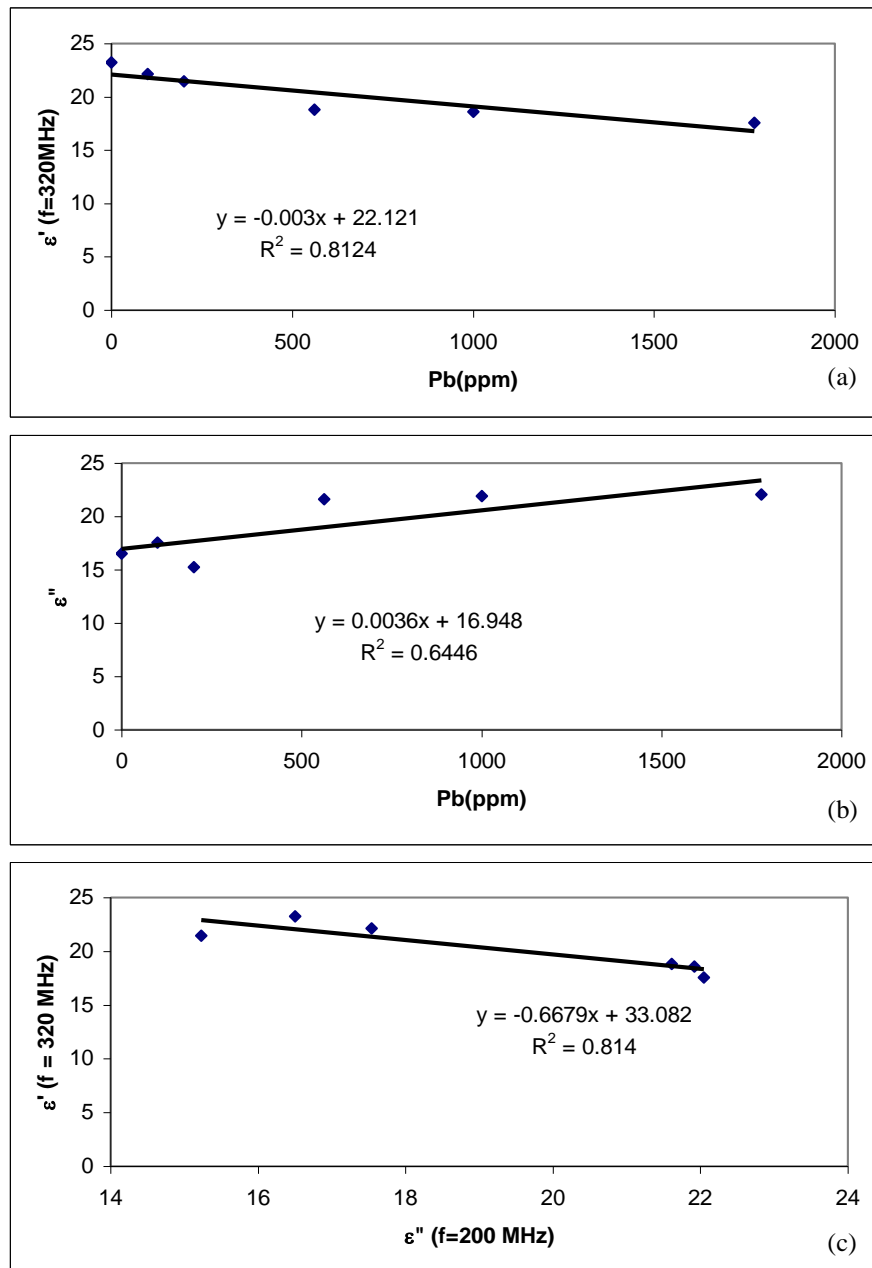 25
20
15
10
5
0
ε' (f=320MHz)
y = -0.003x + 22.121
R² = 0.8124
0 500 1000 1500 2000
Pb(ppm)
(a)
25
20
15
10
5
0
ε"
y = 0.0036x + 16.948
R² = 0.6446
0 500 1000 1500 2000
Pb(ppm)
(b)
25
20
15
10
5
0
ε' (f = 320 MHz)
y = -0.6679x + 33.082
R² = 0.814
14 16 18 20 22 24
ε" (f=200 MHz)
(c)